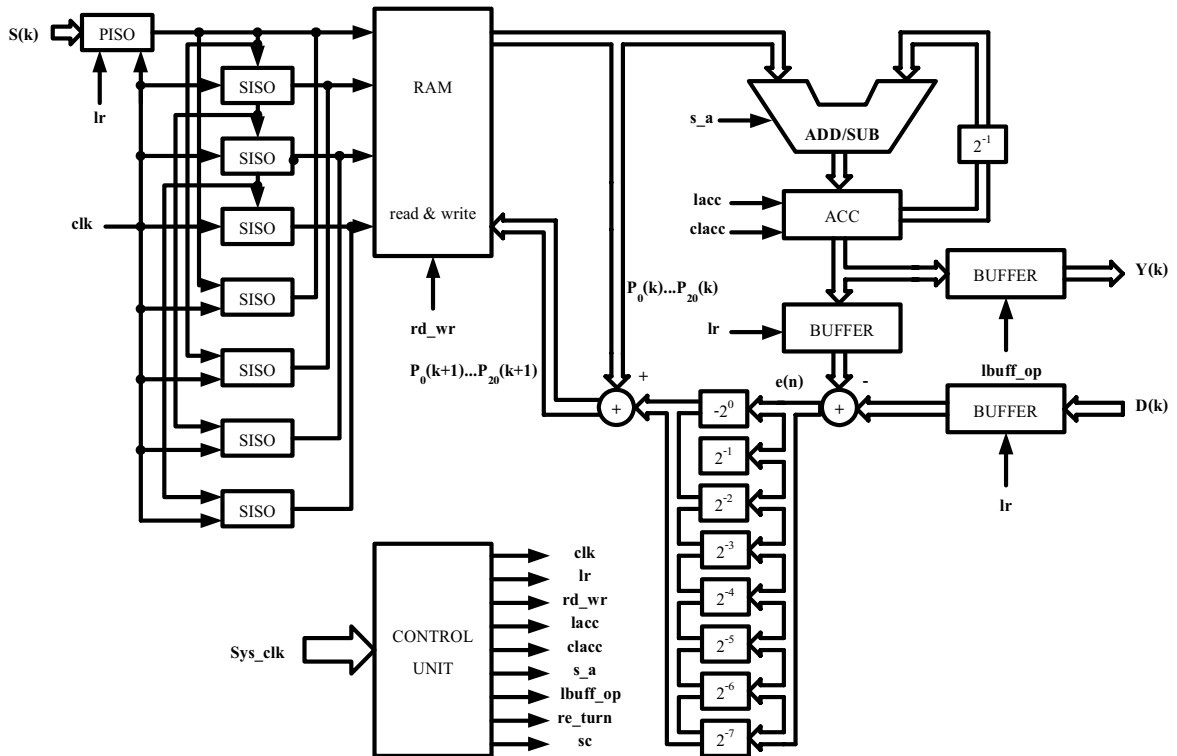 S(k)
PISO
lr
SISO
SISO
SISO
clk
SISO
SISO
SISO
SISO
RAM
read & write
rd_wr
s_a
ADD/SUB
2⁻¹
lacc
clacc
ACC
BUFFER
Y(k)
lbuff_op
P₀(k)...P₂₀(k)
lr
BUFFER
P₀(k+1)...P₂₀(k+1)
+
+
e(n)
-
+
BUFFER
D(k)
lr
-2⁰
2⁻¹
2⁻²
2⁻³
2⁻⁴
2⁻⁵
2⁻⁶
2⁻⁷
Sys_clk
CONTROL
UNIT
clk
lr
rd_wr
lacc
clacc
s_a
lbuff_op
re_turn
sc